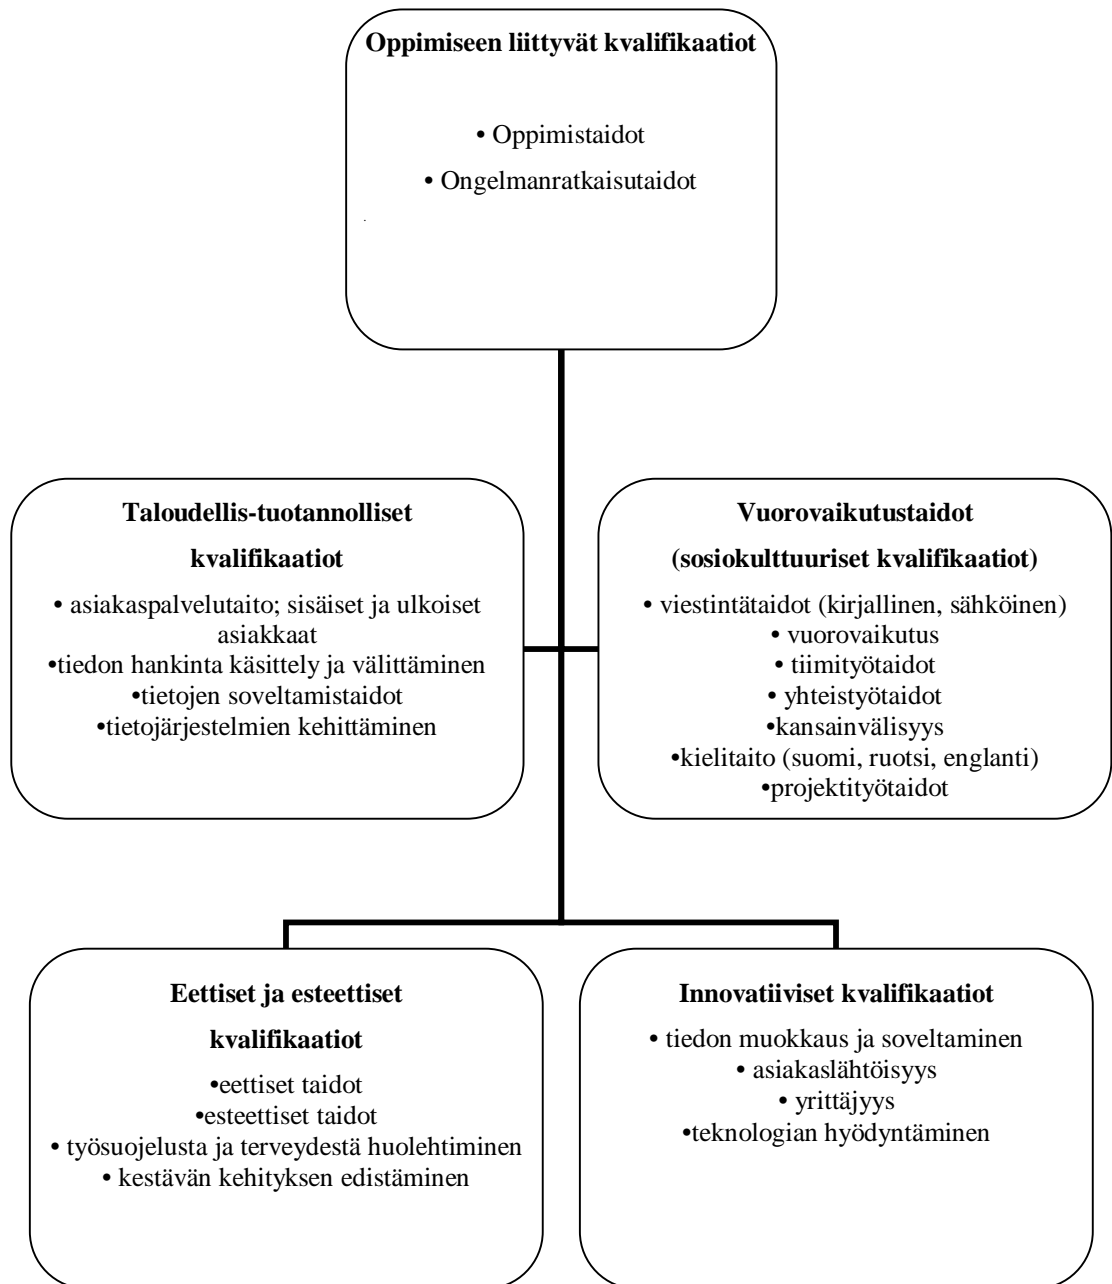 Oppimiseen liittyvät kvalifikaatiot
• Oppimistaidot
• Ongelmanratkaisutaidot
.
Taloudellis-tuotannolliset
kvalifikaatiot
• asiakaspalvelutaito; sisäiset ja ulkoiset
asiakkaat
•tiedon hankinta käsittely ja välittäminen
•tietojen soveltamistaidot
•tietojärjestelmien kehittäminen
Vuorovaikutustaidot
(sosiokulttuuriset kvalifikaatiot)
• viestintätaidot (kirjallinen, sähköinen)
• vuorovaikutus
• tiimityötaidot
• yhteistyötaidot
•kansainvälisyys
•kielitaito (suomi, ruotsi, englanti)
•projektityötaidot
Eettiset ja esteettiset
kvalifikaatiot
•eettiset taidot
•esteettiset taidot
• työsuojelusta ja terveydestä huolehtiminen
• kestävän kehityksen edistäminen
Innovatiiviset kvalifikaatiot
• tiedon muokkaus ja soveltaminen
• asiakaslähtöisyys
• yrittäjyys
•teknologian hyödyntäminen